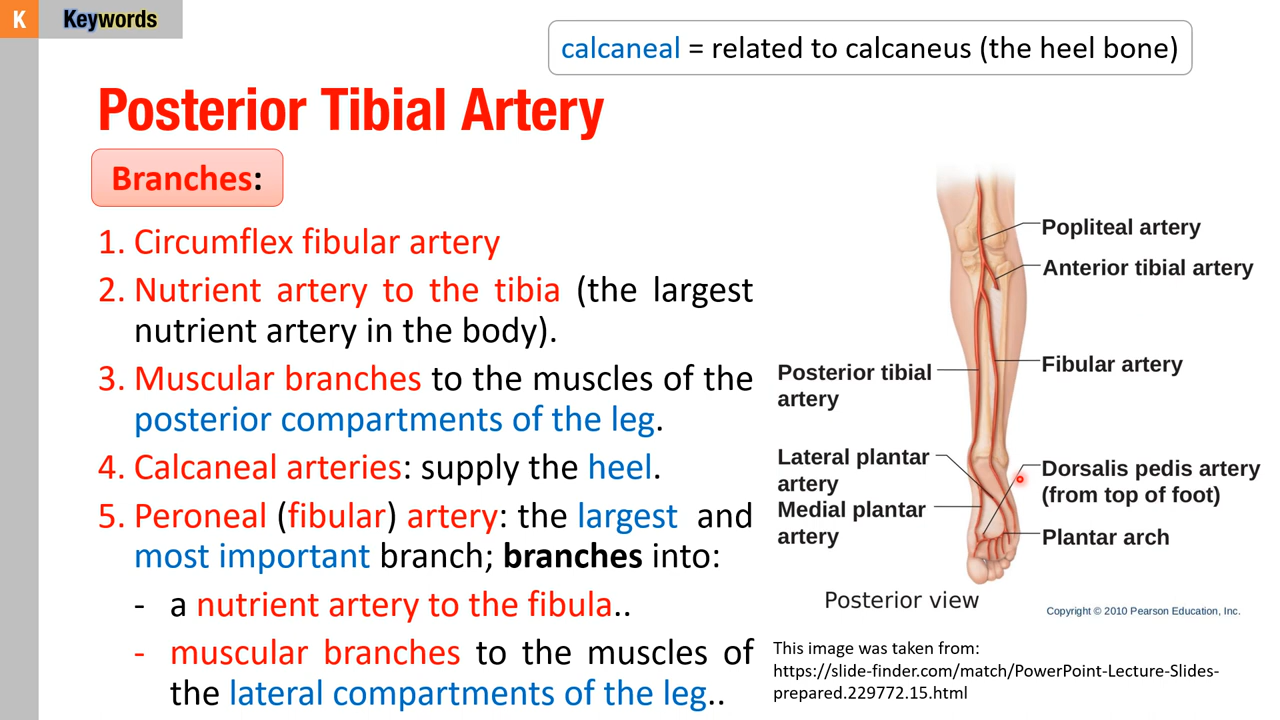 K Keywords
calcaneal = related to calcaneus (the heel bone)
Posterior Tibial Artery
Branches:
1. Circumflex fibular artery
2. Nutrient artery to the tibia (the largest
nutrient artery in the body).
3. Muscular branches to the muscles of the
posterior compartments of the leg.
4. Calcaneal arteries: supply the heel.
5. Peroneal (fibular) artery: the largest and
most important branch; branches into:
- a nutrient artery to the fibula..
- muscular branches to the muscles of
the lateral compartments of the leg..
Popliteal artery
Anterior tibial artery
Fibular artery
Posterior tibial
artery
Lateral plantar
artery
Medial plantar
artery
Dorsalis pedis artery
(from top of foot)
Plantar arch
Posterior view
Copyright © 2010 Pearson Education, Inc.
This image was taken from:
https://slide-finder.com/match/PowerPoint-Lecture-Slides-
prepared.229772.15.html